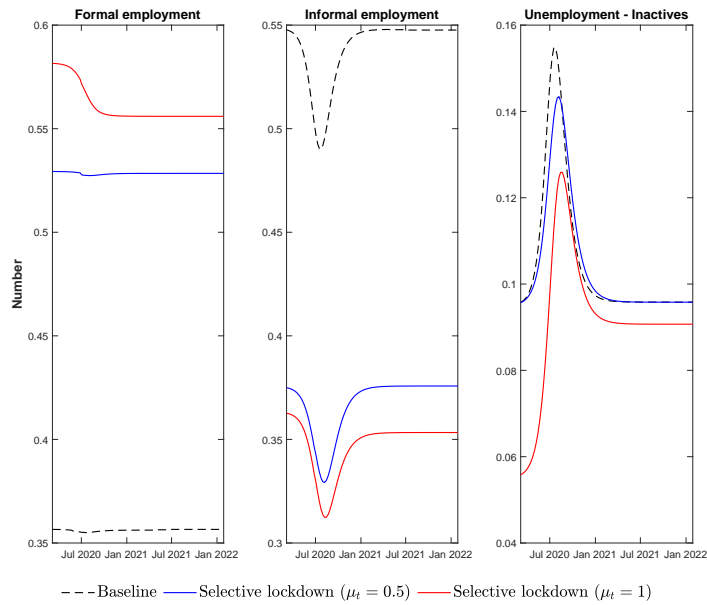 Formal employment
Informal employment
Unemployment - Inactives
Number
0.6
0.55
0.5
0.45
0.4
0.35
Jul 2020 Jan 2021 Jul 2021 Jan 2022
0.55
0.5
0.45
0.4
0.35
0.3
Jul 2020 Jan 2021 Jul 2021 Jan 2022
0.16
0.14
0.12
0.1
0.08
0.06
0.04
Jul 2020 Jan 2021 Jul 2021 Jan 2022
Baseline Selective lockdown (μₜ = 0.5) Selective lockdown (μₜ = 1)